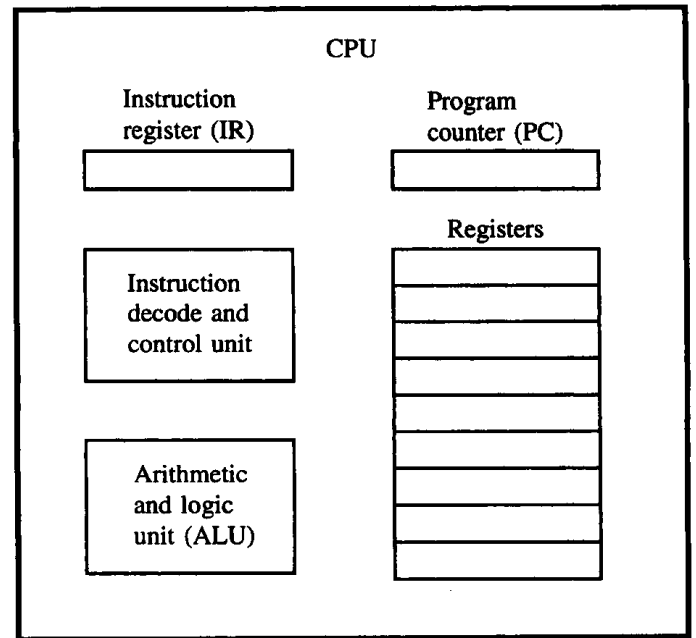 CPU
Instruction
register (IR)
Program
counter (PC)
Registers
Instruction
decode and
control unit
Arithmetic
and logic
unit (ALU)